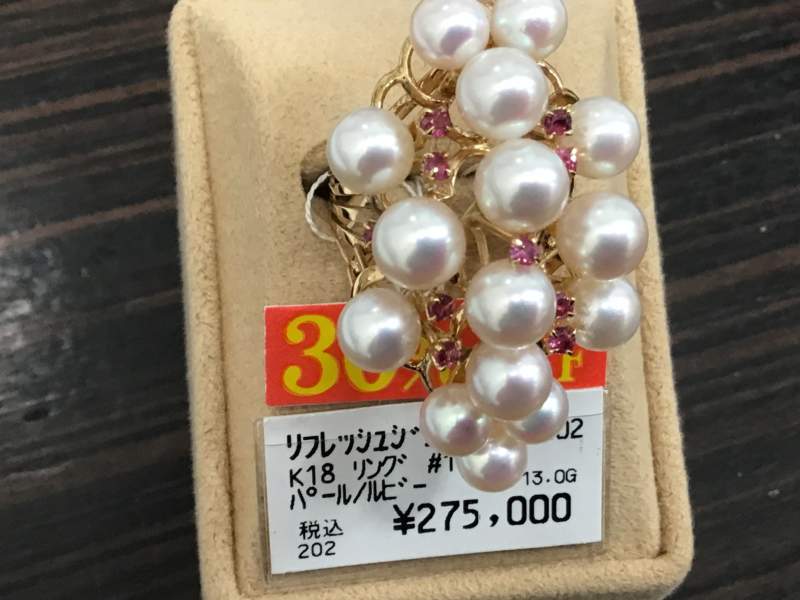 30% OFF
リフレッシュジ 02
K18 リング #1
パール/ルビー 13.0G
税込 ¥275,000
202